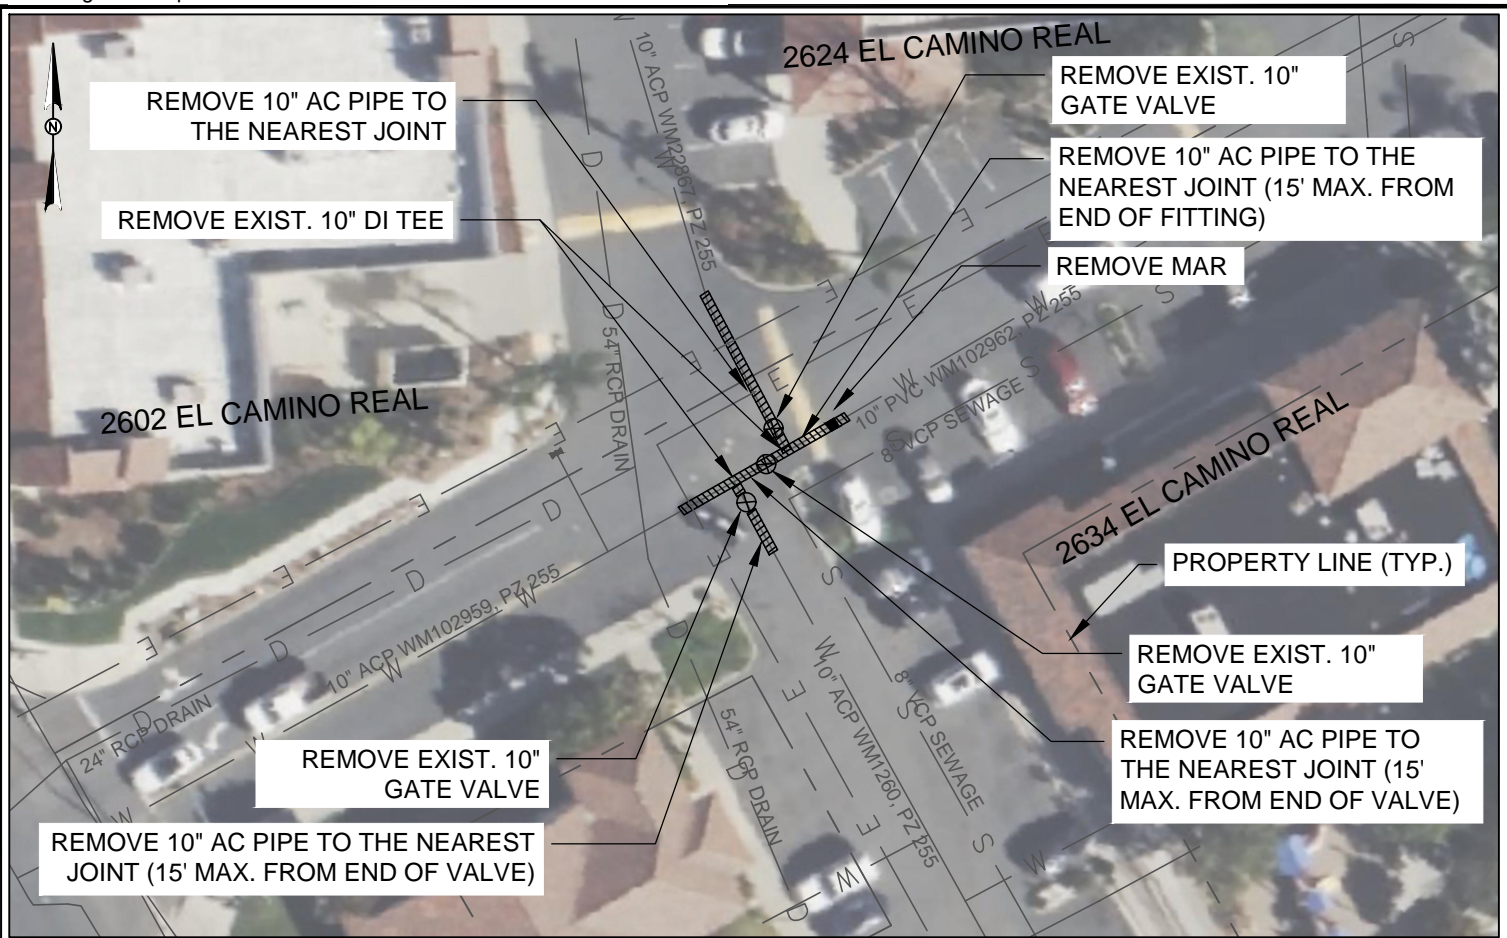 2624 EL CAMINO REAL
REMOVE EXIST. 10"
GATE VALVE
REMOVE 10" AC PIPE TO
THE NEAREST JOINT
REMOVE 10" AC PIPE TO THE
NEAREST JOINT (15' MAX. FROM
END OF FITTING)
REMOVE EXIST. 10" DI TEE
REMOVE MAR
N
10" ACP WM22867, PZ 255
54" RCP DRAIN
10" PVC WM102962, PZ 255
8" VCP SEWAGE
2602 EL CAMINO REAL
2634 EL CAMINO REAL
PROPERTY LINE (TYP.)
10" ACP WM102959, PZ 255
24" RCP DRAIN
REMOVE EXIST. 10"
GATE VALVE
REMOVE 10" AC PIPE TO
THE NEAREST JOINT (15'
MAX. FROM END OF VALVE)
8" VCP SEWAGE
10" ACP WM1260, PZ 255
54" RCP DRAIN
REMOVE EXIST. 10"
GATE VALVE
REMOVE 10" AC PIPE TO THE NEAREST
JOINT (15' MAX. FROM END OF VALVE)